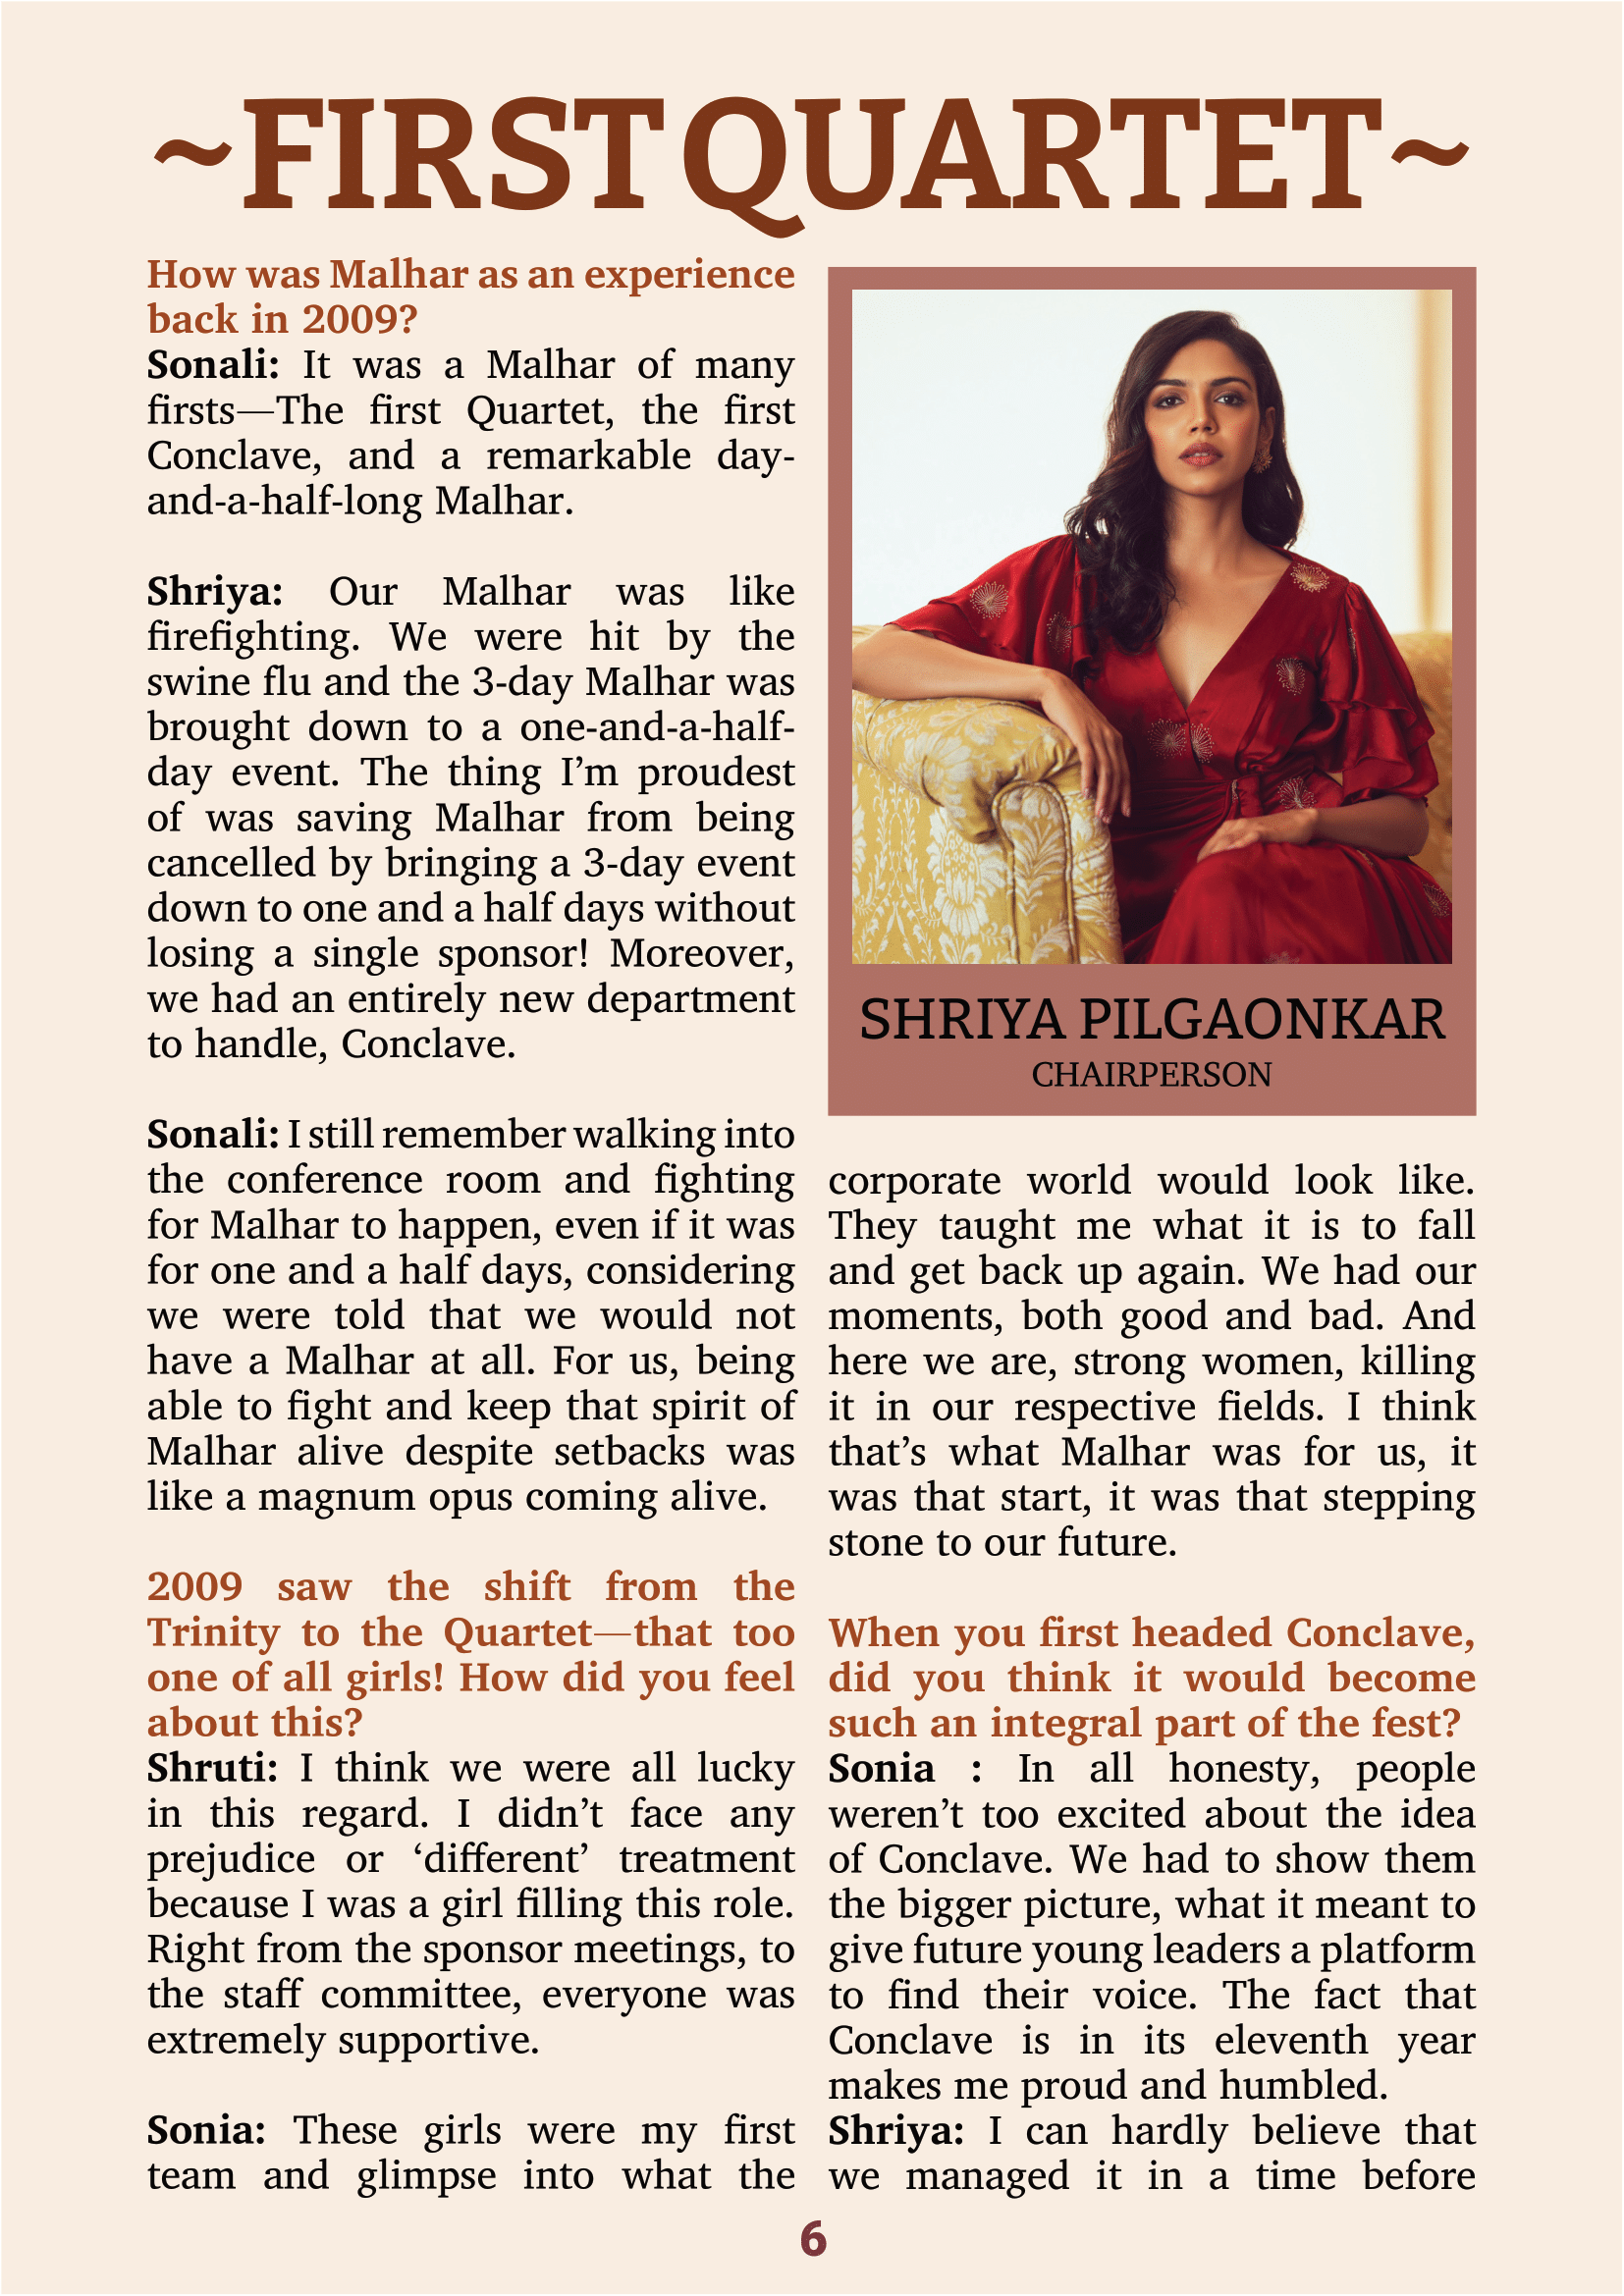 ~FIRST QUARTET~
How was Malhar as an experience
back in 2009?
Sonali: It was a Malhar of many
firsts—The first Quartet, the first
Conclave, and a remarkable day-
and-a-half-long Malhar.
Shriya: Our Malhar was like
firefighting. We were hit by the
swine flu and the 3-day Malhar was
brought down to a one-and-a-half-
day event. The thing I’m proudest
of was saving Malhar from being
cancelled by bringing a 3-day event
down to one and a half days without
losing a single sponsor! Moreover,
we had an entirely new department
to handle, Conclave.
Sonali: I still remember walking into
the conference room and fighting
for Malhar to happen, even if it was
for one and a half days, considering
we were told that we would not
have a Malhar at all. For us, being
able to fight and keep that spirit of
Malhar alive despite setbacks was
like a magnum opus coming alive.
2009 saw the shift from the
Trinity to the Quartet—that too
one of all girls! How did you feel
about this?
Shruti: I think we were all lucky
in this regard. I didn’t face any
prejudice or ‘different’ treatment
because I was a girl filling this role.
Right from the sponsor meetings, to
the staff committee, everyone was
extremely supportive.
Sonia: These girls were my first
team and glimpse into what the
SHRIYA PILGAONKAR
CHAIRPERSON
corporate world would look like.
They taught me what it is to fall
and get back up again. We had our
moments, both good and bad. And
here we are, strong women, killing
it in our respective fields. I think
that’s what Malhar was for us, it
was that start, it was that stepping
stone to our future.
When you first headed Conclave,
did you think it would become
such an integral part of the fest?
Sonia : In all honesty, people
weren’t too excited about the idea
of Conclave. We had to show them
the bigger picture, what it meant to
give future young leaders a platform
to find their voice. The fact that
Conclave is in its eleventh year
makes me proud and humbled.
Shriya: I can hardly believe that
we managed it in a time before
6